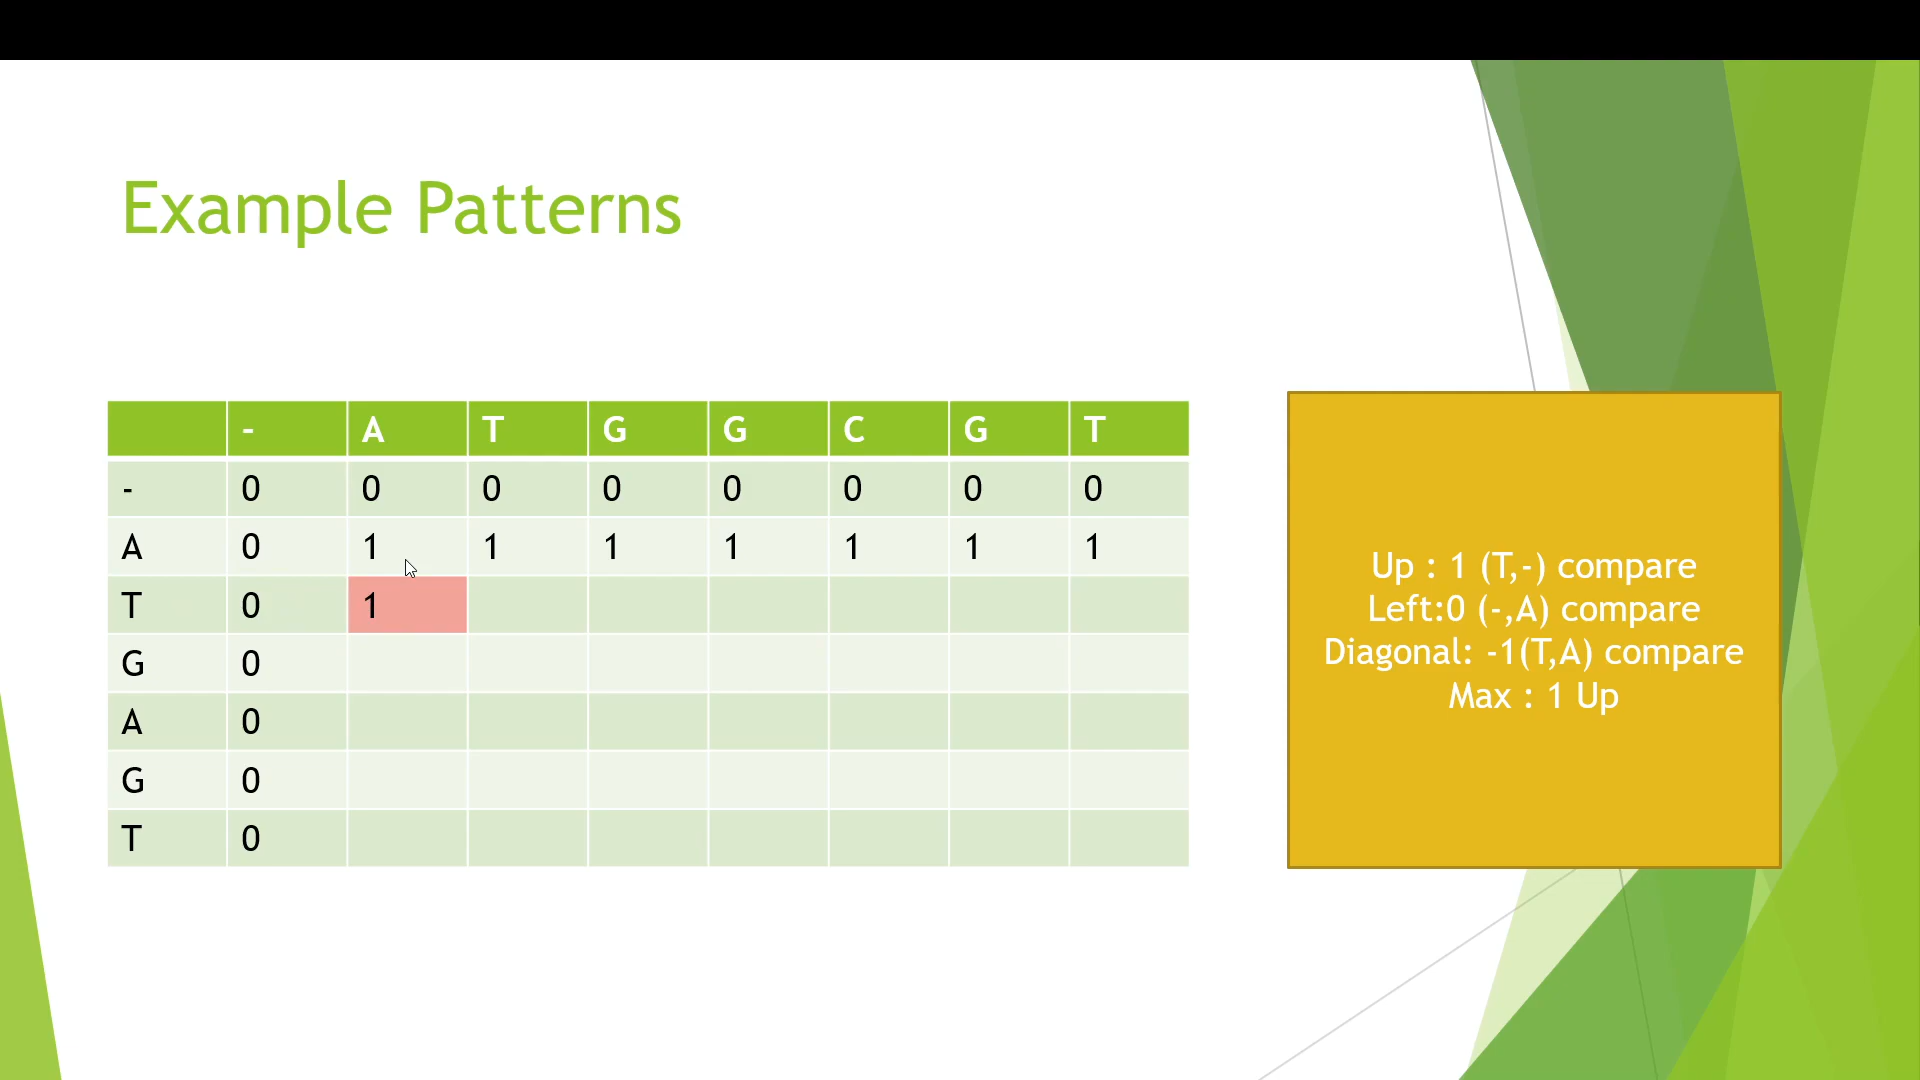 Example Patterns
- A T G G C G T
- 0 0 0 0 0 0 0 0
A 0 1 1 1 1 1 1 1
T 0 1
G 0
A 0
G 0
T 0
Up : 1 (T,-) compare
Left:0 (-,A) compare
Diagonal: -1(T,A) compare
Max : 1 Up